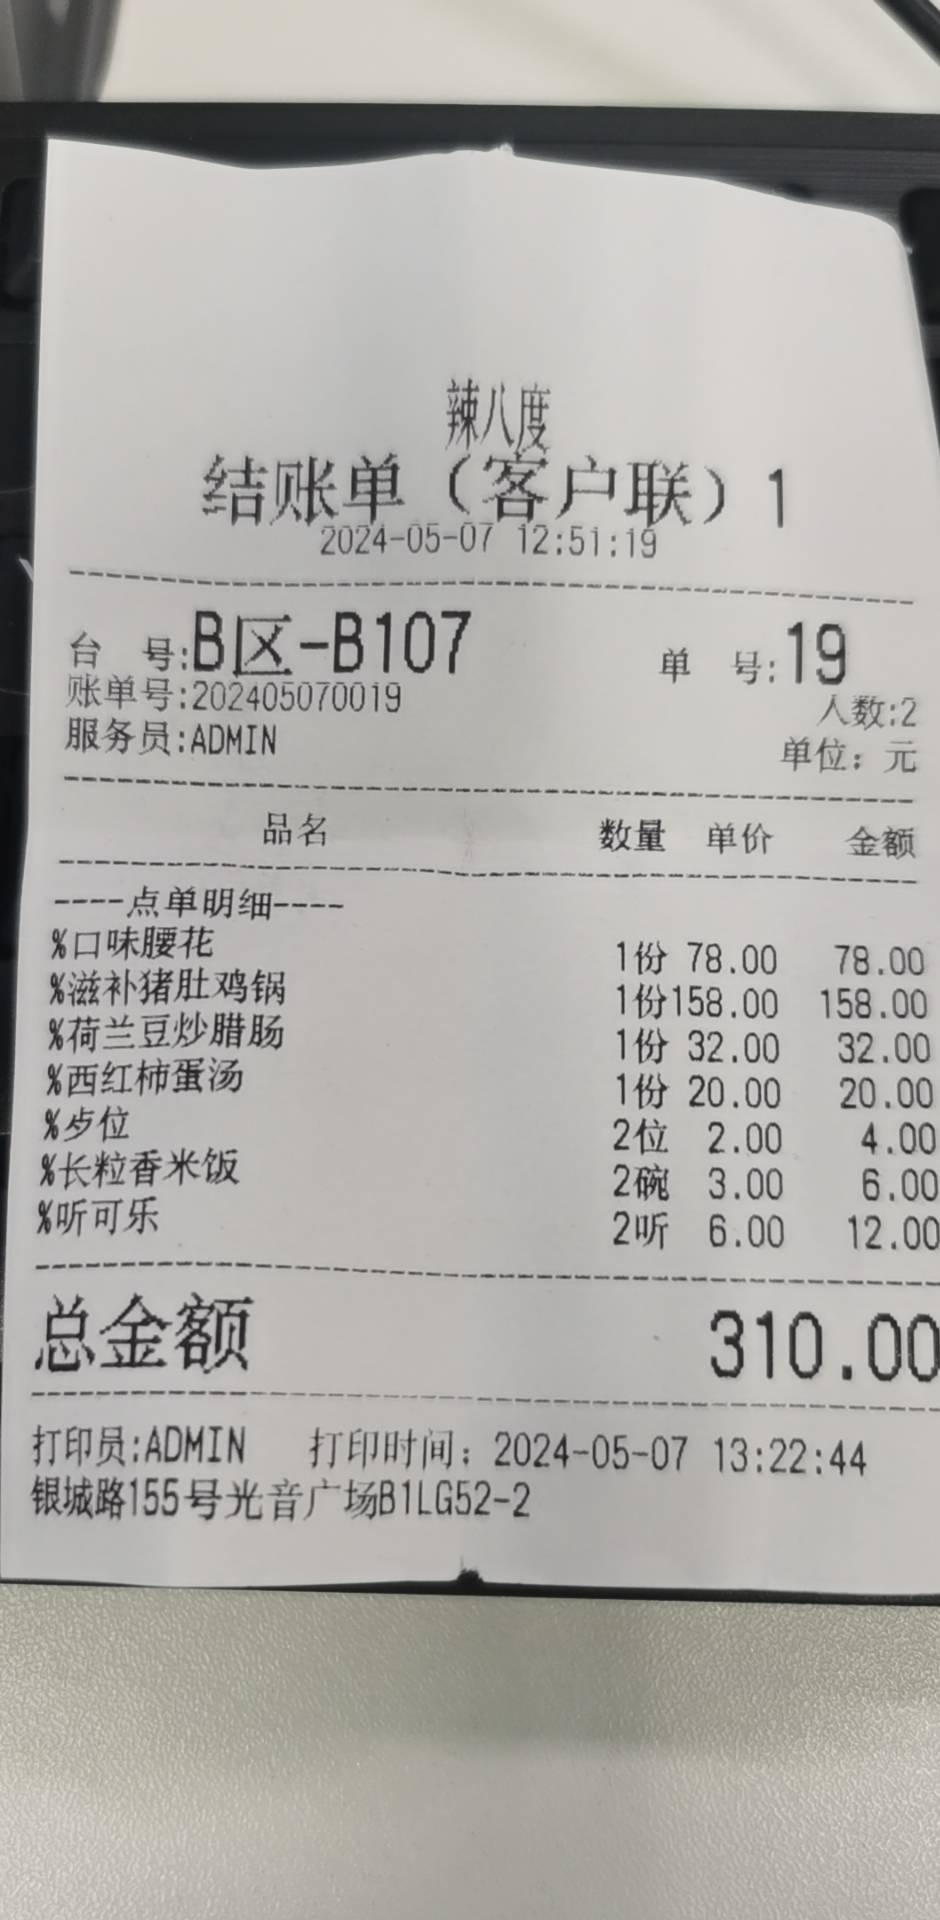 辣八度
结账单（客户联）1
2024-05-07 12:51:19
台 号:B区-B107 单 号:19
账单号:202405070019 人数:2
服务员:ADMIN 单位：元
品名 数量 单价 金额
----点单明细----
%口味腰花 1份 78.00 78.00
%滋补猪肚鸡锅 1份 158.00 158.00
%荷兰豆炒腊肠 1份 32.00 32.00
%西红柿蛋汤 1份 20.00 20.00
%歺位 2位 2.00 4.00
%长粒香米饭 2碗 3.00 6.00
%听可乐 2听 6.00 12.00
总金额 310.00
打印员:ADMIN 打印时间：2024-05-07 13:22:44
银城路155号光音广场B1LG52-2